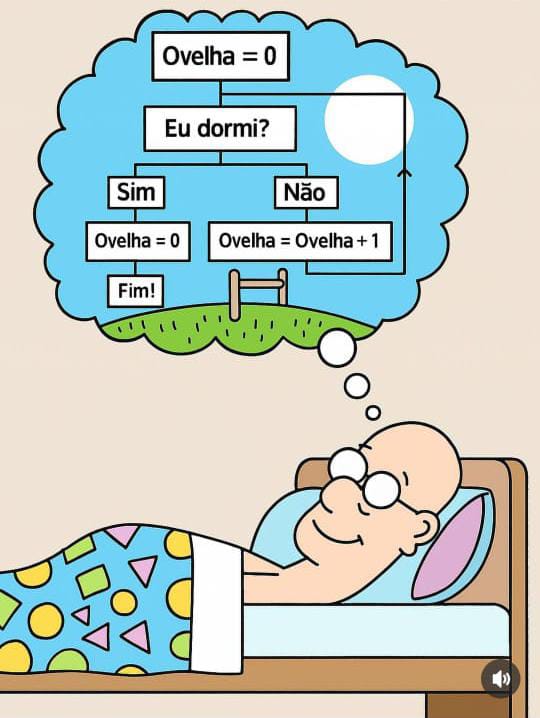 Ovelha = 0
Eu dormi?
Sim
Não
Ovelha = 0
Ovelha = Ovelha + 1
Fim!